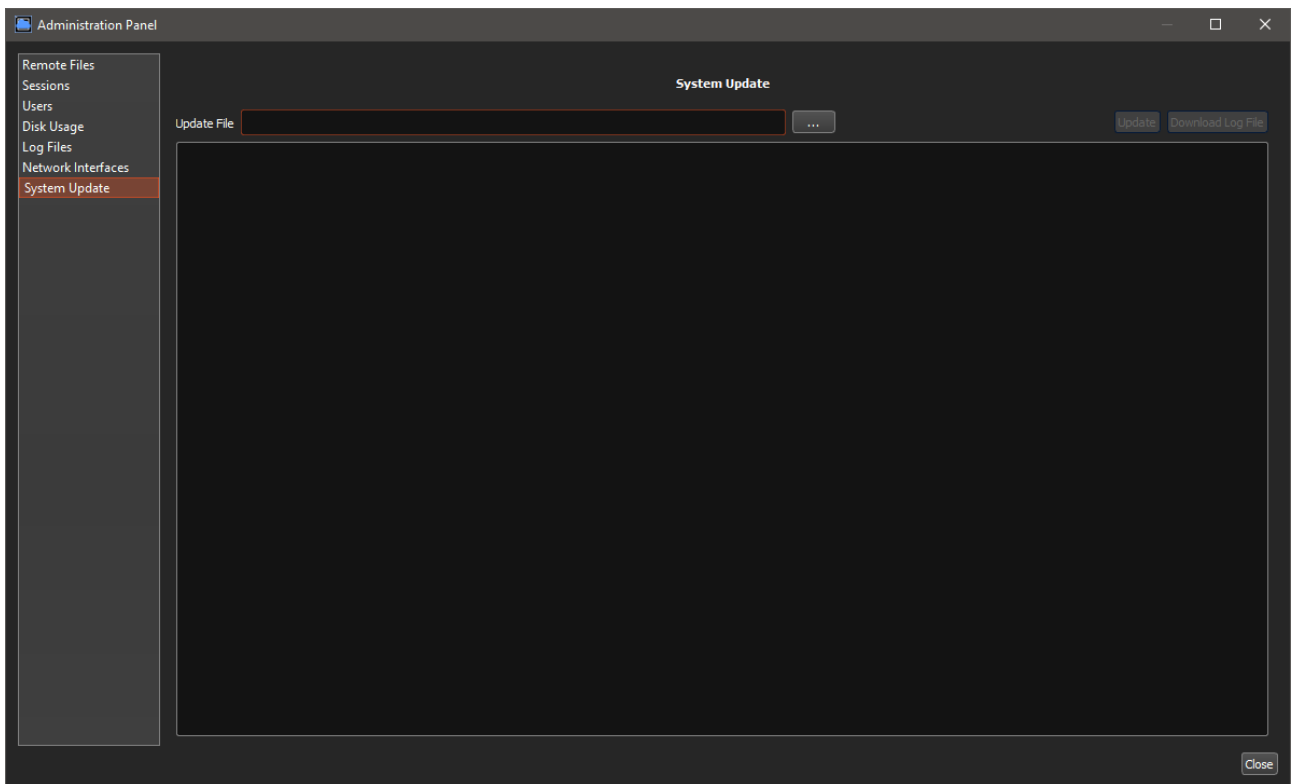 Administration Panel
Remote Files
Sessions
Users
Disk Usage
Log Files
Network Interfaces
System Update
System Update
Update File
...
Update
Download Log File
Close